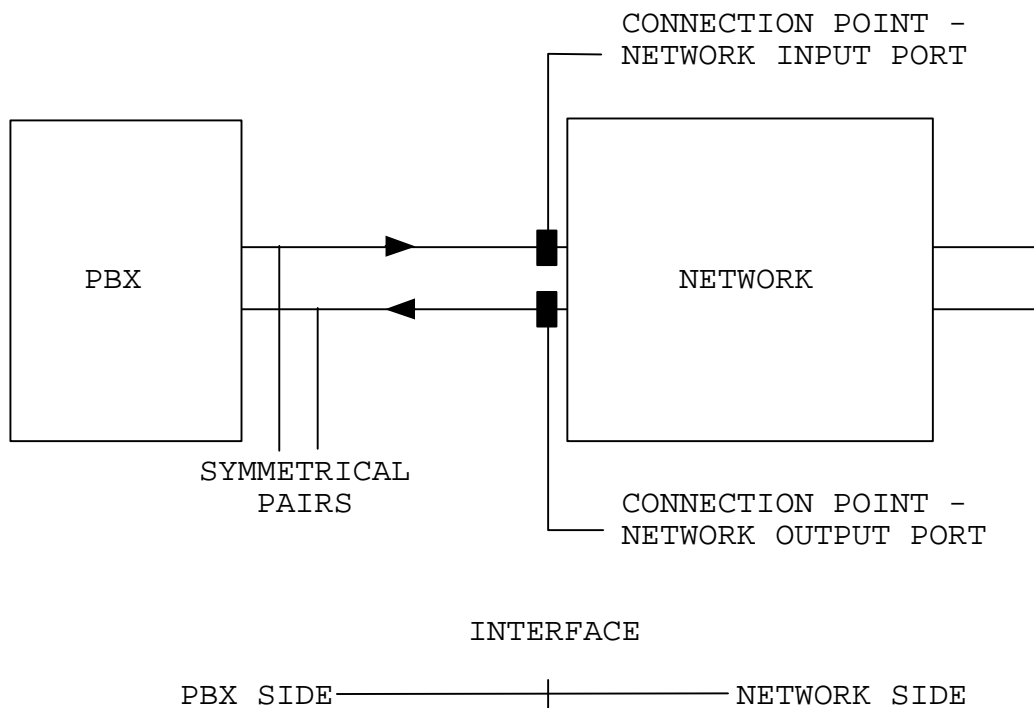 CONNECTION POINT -
NETWORK INPUT PORT
PBX
NETWORK
SYMMETRICAL
PAIRS
CONNECTION POINT -
NETWORK OUTPUT PORT
INTERFACE
PBX SIDE
NETWORK SIDE